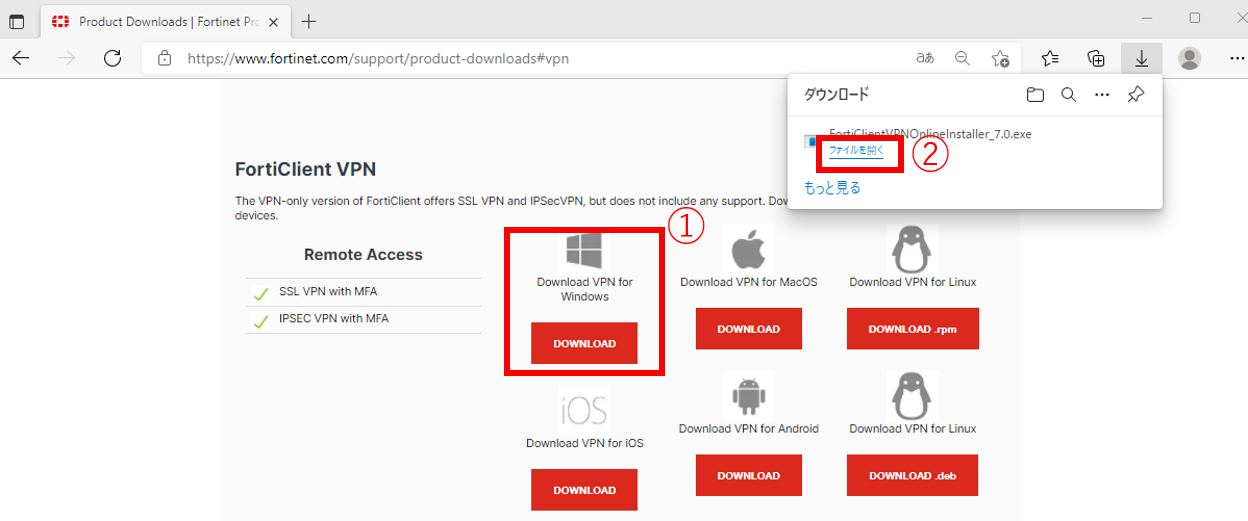 Product Downloads | Fortinet Pro
https://www.fortinet.com/support/product-downloads#vpn
aあ
ダウンロード
FortiClientVPNOnlineInstaller_7.0.exe
ファイルを開く
②
もっと見る
FortiClient VPN
The VPN-only version of FortiClient offers SSL VPN and IPSecVPN, but does not include any support.
devices.
①
Remote Access
SSL VPN with MFA
IPSEC VPN with MFA
Download VPN for
Windows
DOWNLOAD
Download VPN for MacOS
DOWNLOAD
Download VPN for Linux
DOWNLOAD .rpm
iOS
Download VPN for iOS
DOWNLOAD
Download VPN for Android
DOWNLOAD
Download VPN for Linux
DOWNLOAD .deb